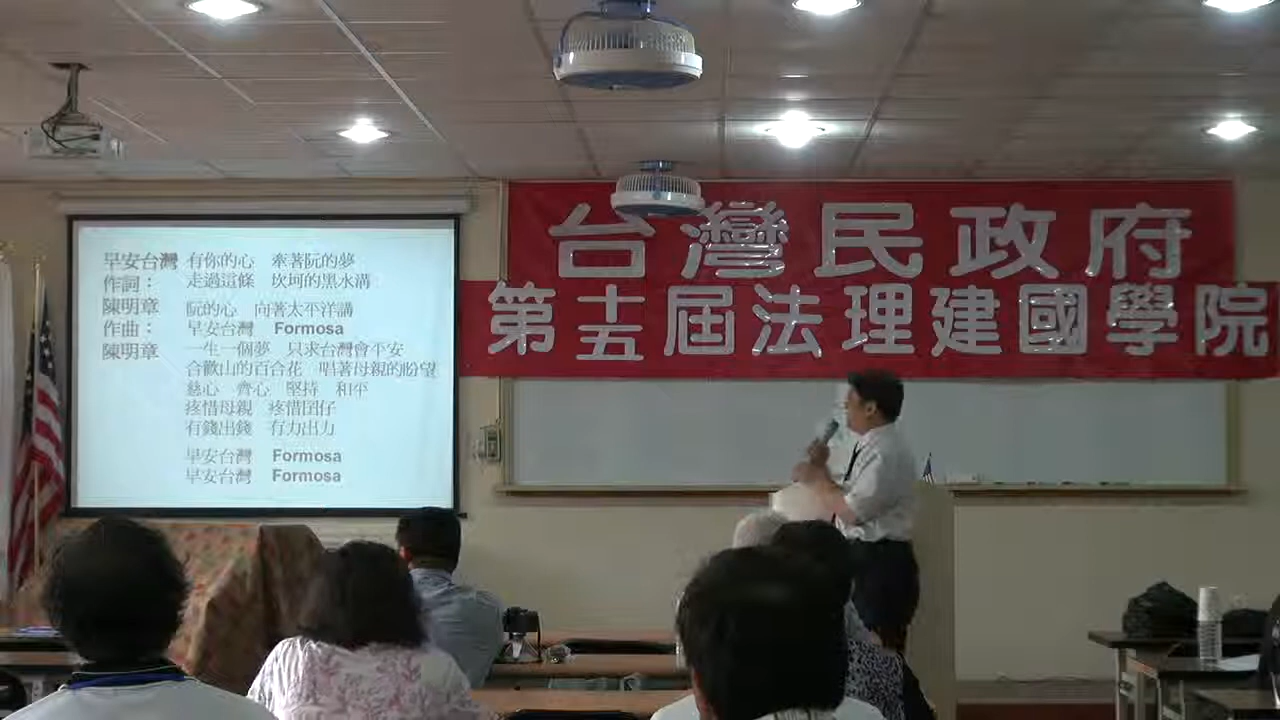 台灣民政府
第十五屆法理建國學院
早安台灣
作詞：
陳明章
作曲：
陳明章
有你的心 牽著阮的夢
走過這條 坎坷的黑水溝
阮的心 向著太平洋講
早安台灣 Formosa
一生一個夢 只求台灣會平安
合歡山的百合花 唱著母親的盼望
慈心 齊心 堅持 和平
疼惜母親 疼惜囝仔
有錢出錢 有力出力
早安台灣 Formosa
早安台灣 Formosa